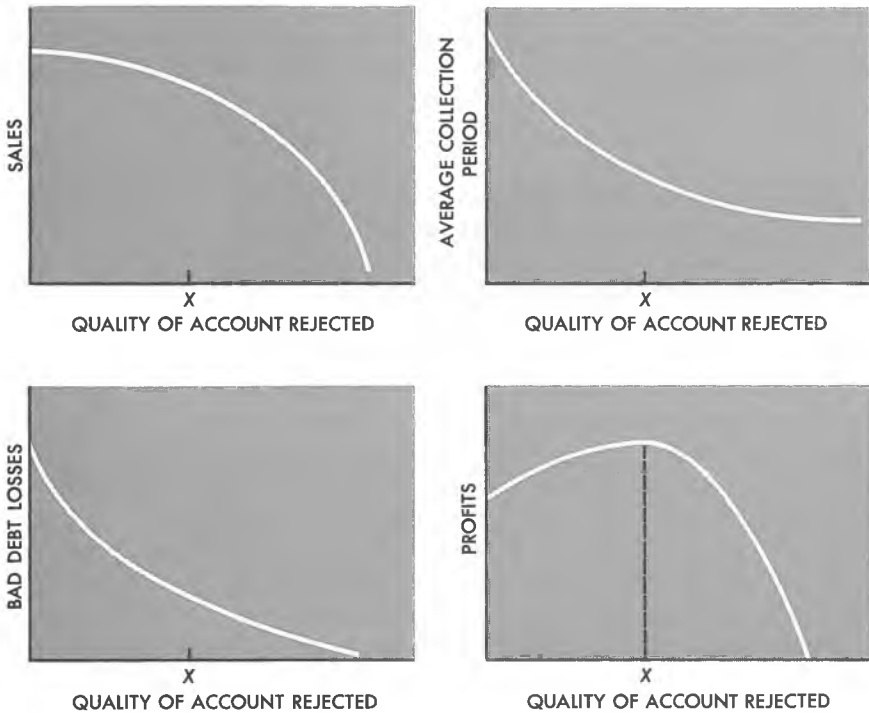 SALES
X
QUALITY OF ACCOUNT REJECTED
AVERAGE COLLECTION
PERIOD
X
QUALITY OF ACCOUNT REJECTED
BAD DEBT LOSSES
X
QUALITY OF ACCOUNT REJECTED
PROFITS
X
QUALITY OF ACCOUNT REJECTED